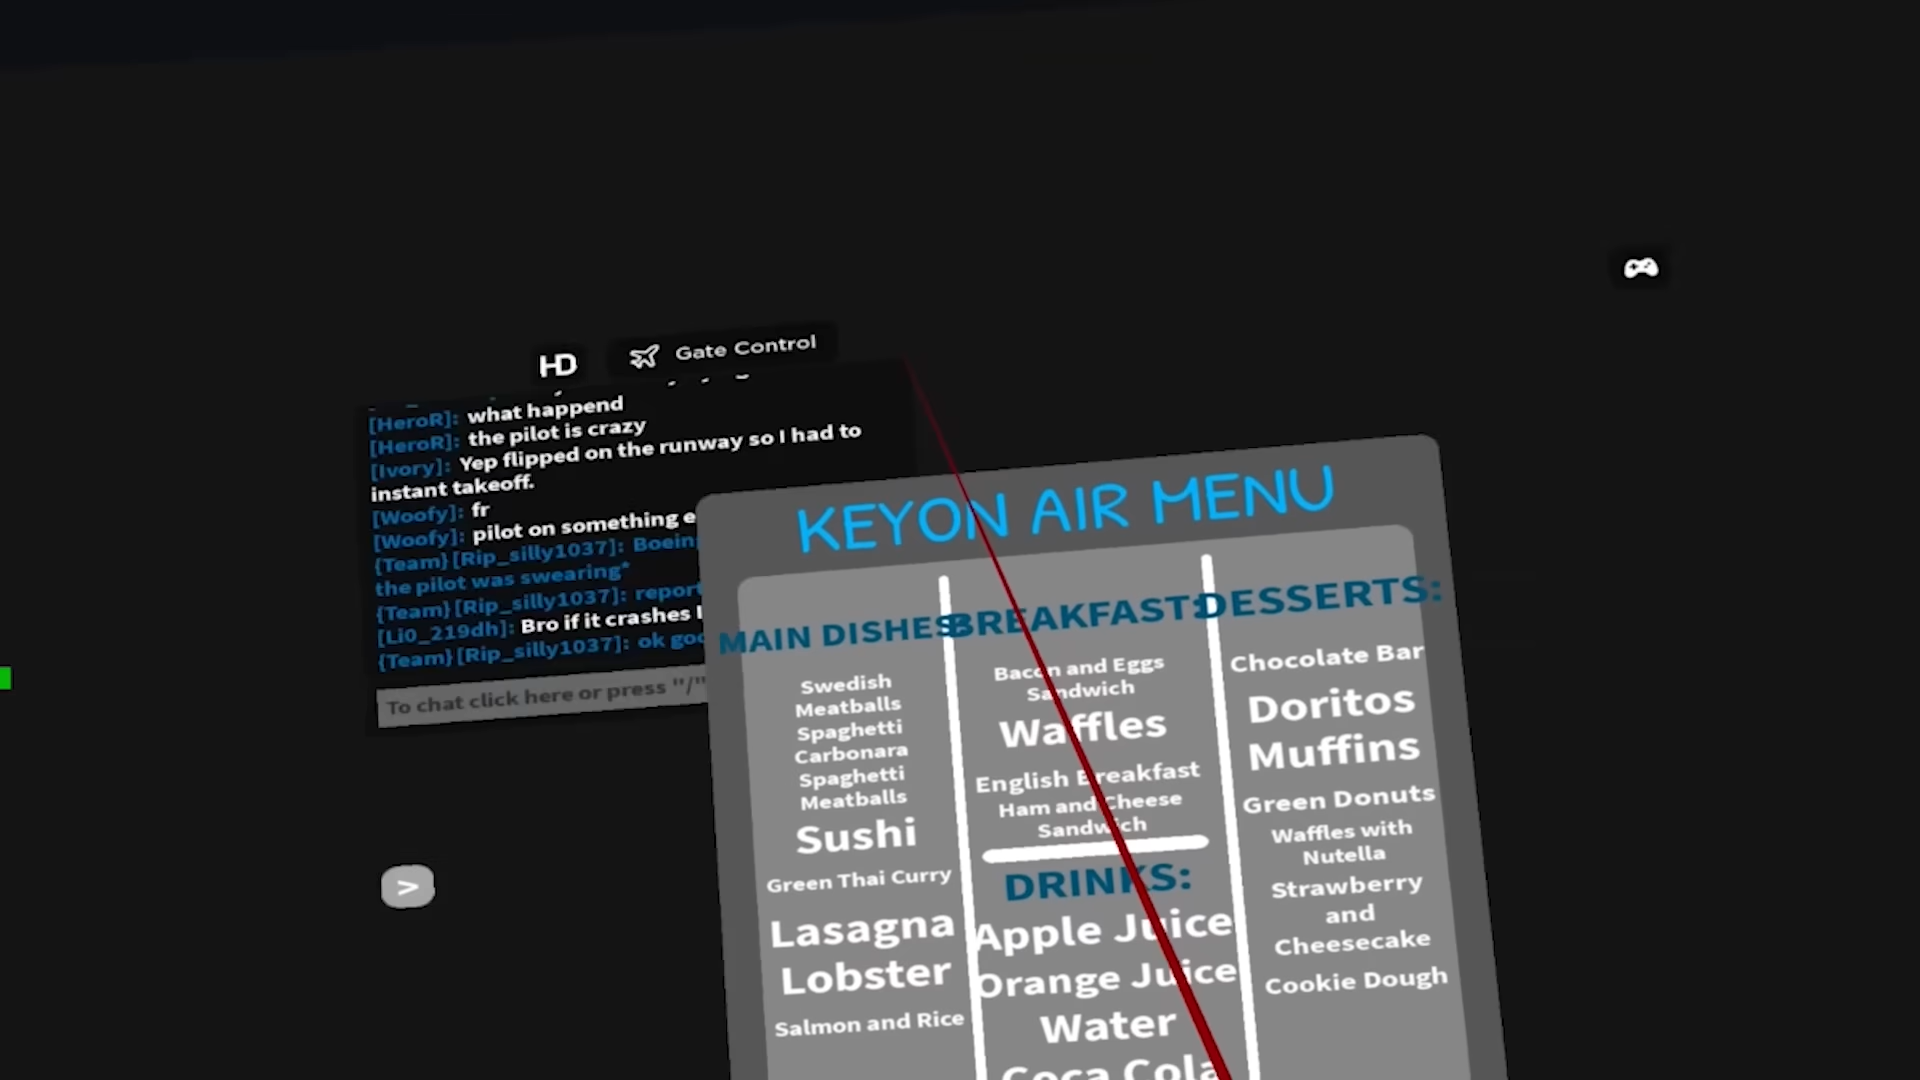 HD
Gate Control
[HeroR]: what happend
[HeroR]: the pilot is crazy
[Ivory]: Yep flipped on the runway so I had to
instant takeoff.
[Woofy]: fr
[Woofy]: pilot on something
{Team} [Rip_silly1037]:
the pilot was swearing*
{Team} [Rip_silly1037]: report
[Li0_219dh]: Bro if it crashes I
{Team} [Rip_silly1037]: ok
To chat click here or press "/"
>
KEYON AIR MENU
MAIN DISHES:
Swedish
Meatballs
Spaghetti
Carbonara
Spaghetti
Meatballs
Sushi
Green Thai Curry
Lasagna
Lobster
Salmon and Rice
BREAKFAST:
Bacon and Eggs
Sandwich
Waffles
English Breakfast
Ham and Cheese
Sandwich
DRINKS:
Apple Juice
Orange Juice
Water
Coca Cola
DESSERTS:
Chocolate Bar
Doritos
Muffins
Green Donuts
Waffles with
Nutella
Strawberry
and
Cheesecake
Cookie Dough